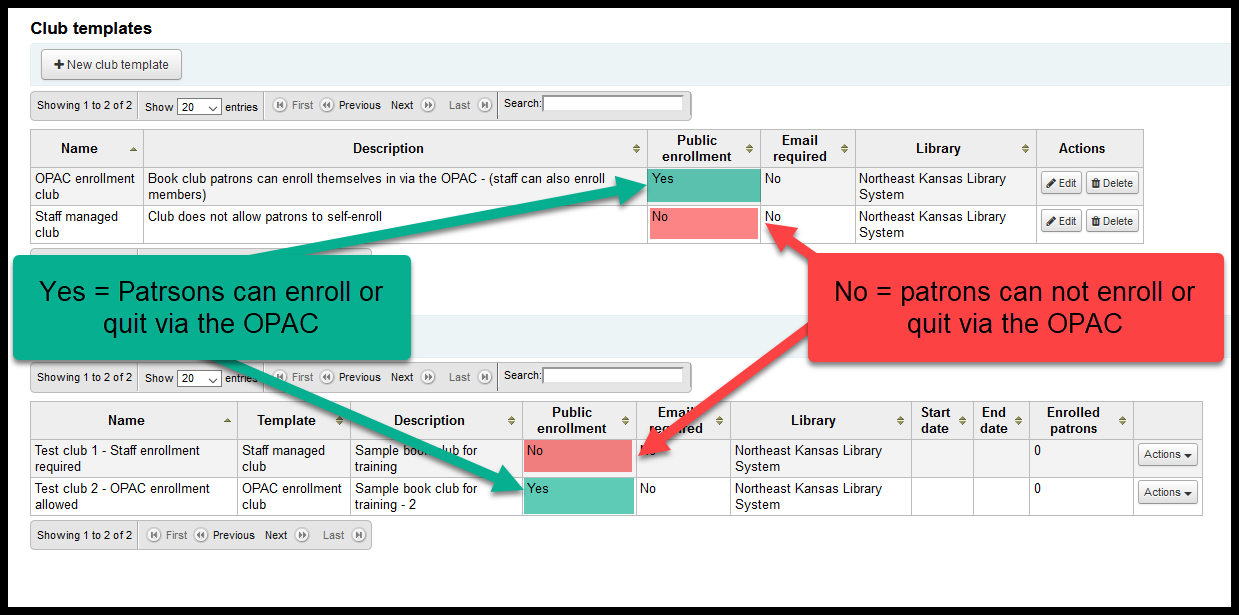 Club templates
New club template
Showing 1 to 2 of 2 Show 20 entries First Previous Next Last Search:
Name Description Public enrollment Email required Library Actions
OPAC enrollment club Book club patrons can enroll themselves in via the OPAC - (staff can also enroll members) Yes No Northeast Kansas Library System Edit Delete
Staff managed club Club does not allow patrons to self-enroll No No Northeast Kansas Library System Edit Delete
Yes = Patrsons can enroll or
quit via the OPAC
No = patrons can not enroll or
quit via the OPAC
Showing 1 to 2 of 2 Show 20 entries First Previous Next Last Search:
Name Template Description Public enrollment Email required Library Start date End date Enrolled patrons
Test club 1 - Staff enrollment required Staff managed club Sample book club for training No No Northeast Kansas Library System 0 Actions
Test club 2 - OPAC enrollment allowed OPAC enrollment club Sample book club for training - 2 Yes No Northeast Kansas Library System 0 Actions
Showing 1 to 2 of 2 First Previous Next Last